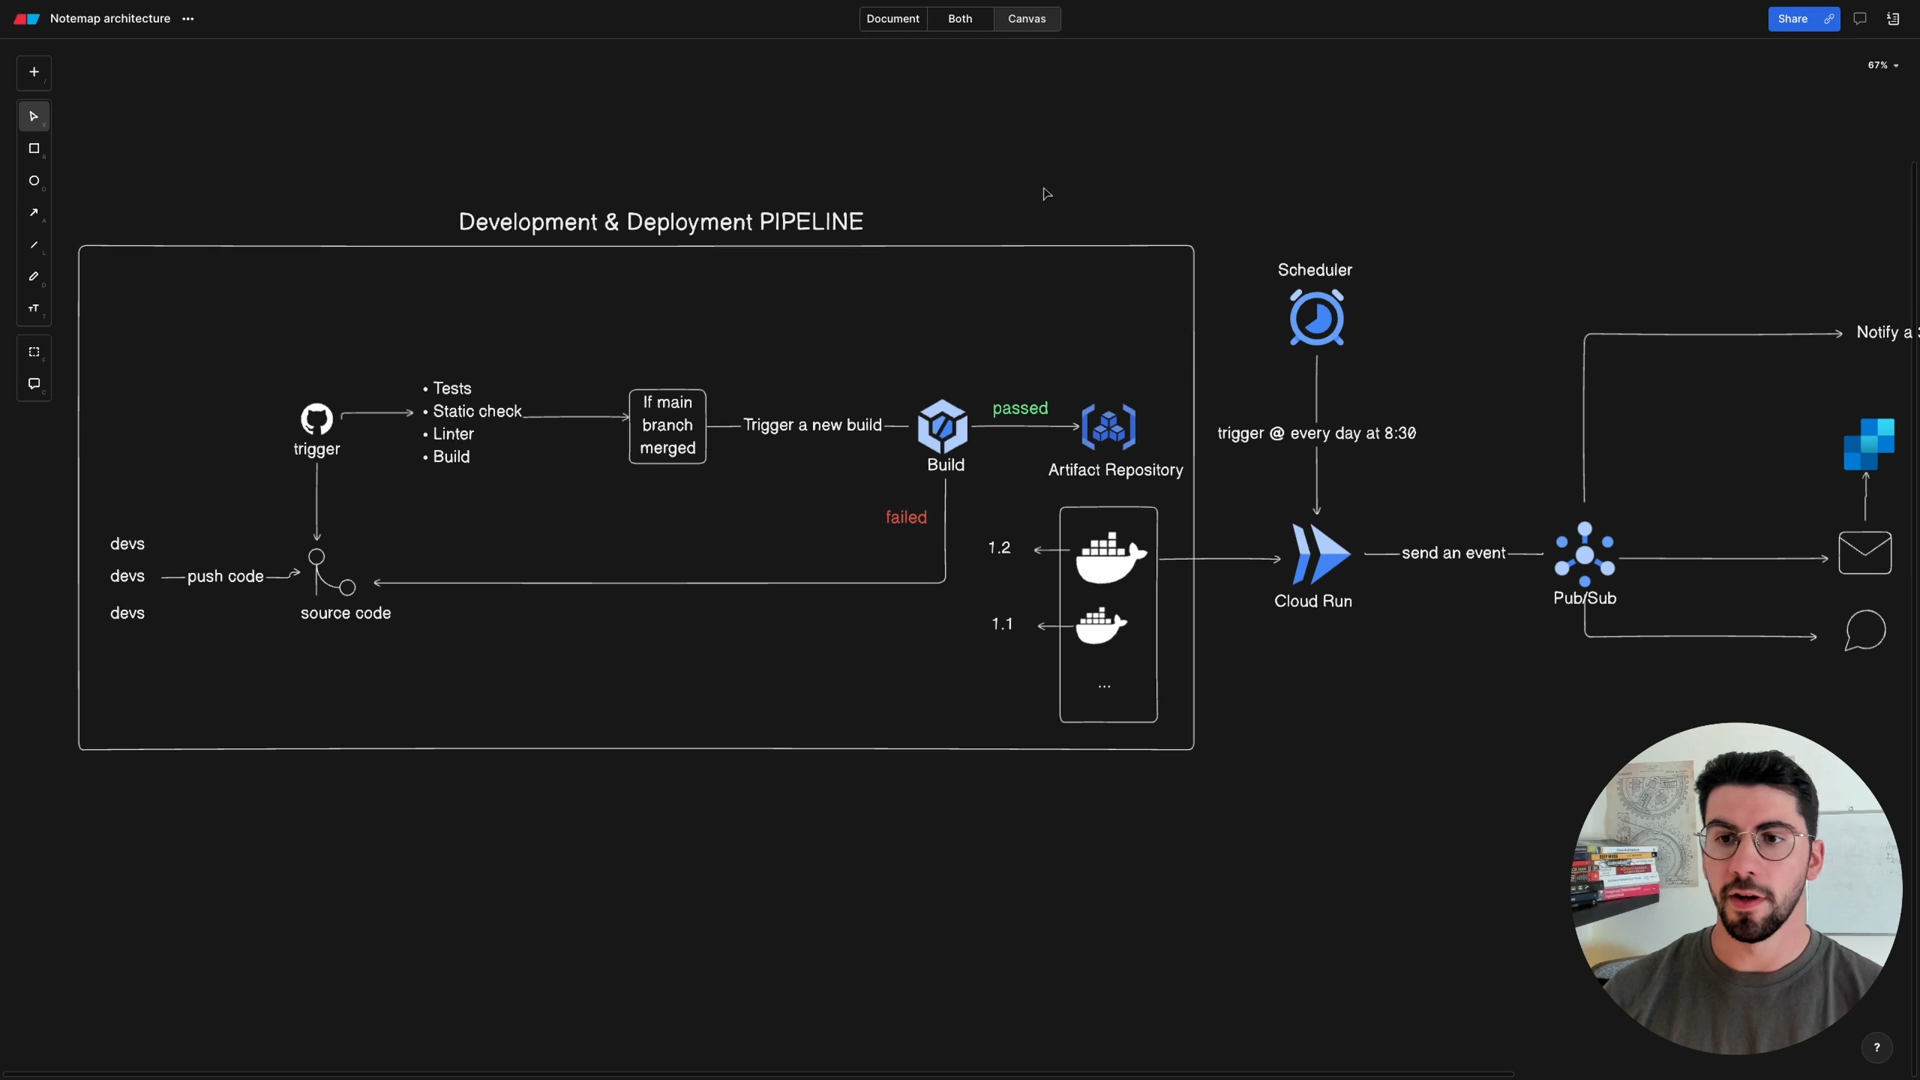 Notemap architecture
Document
Both
Canvas
Share
67%
Development & Deployment PIPELINE
Scheduler
Notify a
• Tests
• Static check
• Linter
• Build
trigger
If main
branch
merged
Trigger a new build
Build
passed
Artifact Repository
failed
trigger @ every day at 8:30
devs
devs
devs
push code
source code
1.2
1.1
...
Cloud Run
send an event
Pub/Sub
?